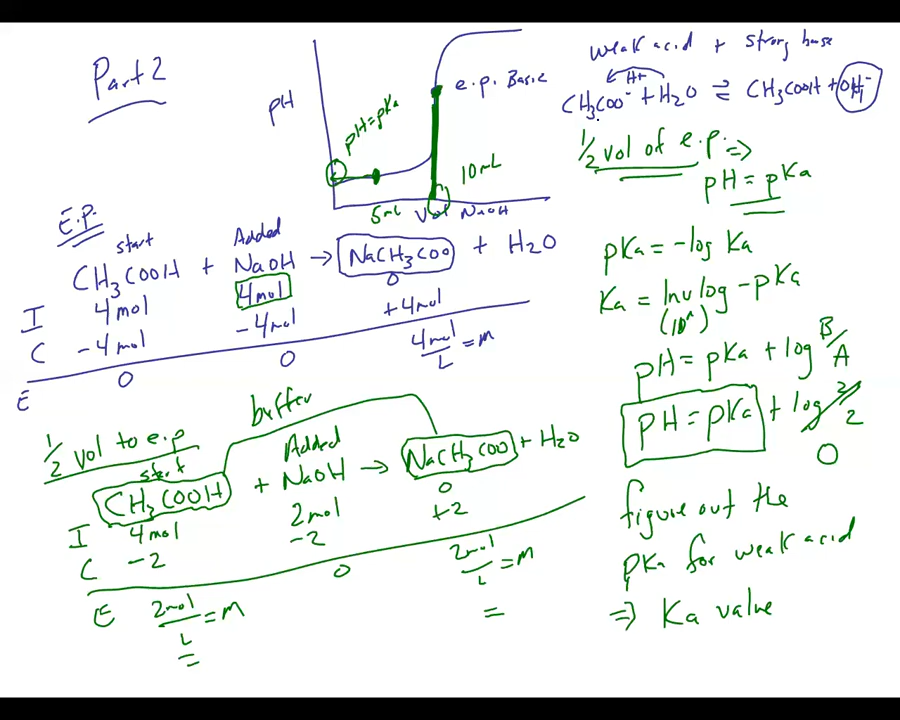 Part 2
pH
pH = pKa
e.p. Basic
10mL
5mL Vol NaOH
weak acid + strong base
H+
CH3COO- + H2O ⇌ CH3COOH + OH-
1/2 vol of e.p. ⇒
pH = pKa
pKa = -log Ka
Ka = Inv log -pKa
(10^x)
pH = pKa + log B/A
pH = pKa + log 2/2
0
figure out the
pKa for weak acid
⇒ Ka value
E.P.
start Added
CH3COOH + NaOH → NaCH3COO + H2O
I 4mol 4mol 0
C -4mol -4mol +4mol
E 0 0 4mol/L = M
buffer
1/2 vol to e.p
start Added
CH3COOH + NaOH → NaCH3COO + H2O
I 4mol 2mol 0
C -2 -2 +2
E 2mol/L = M 0 2mol/L = M
= =